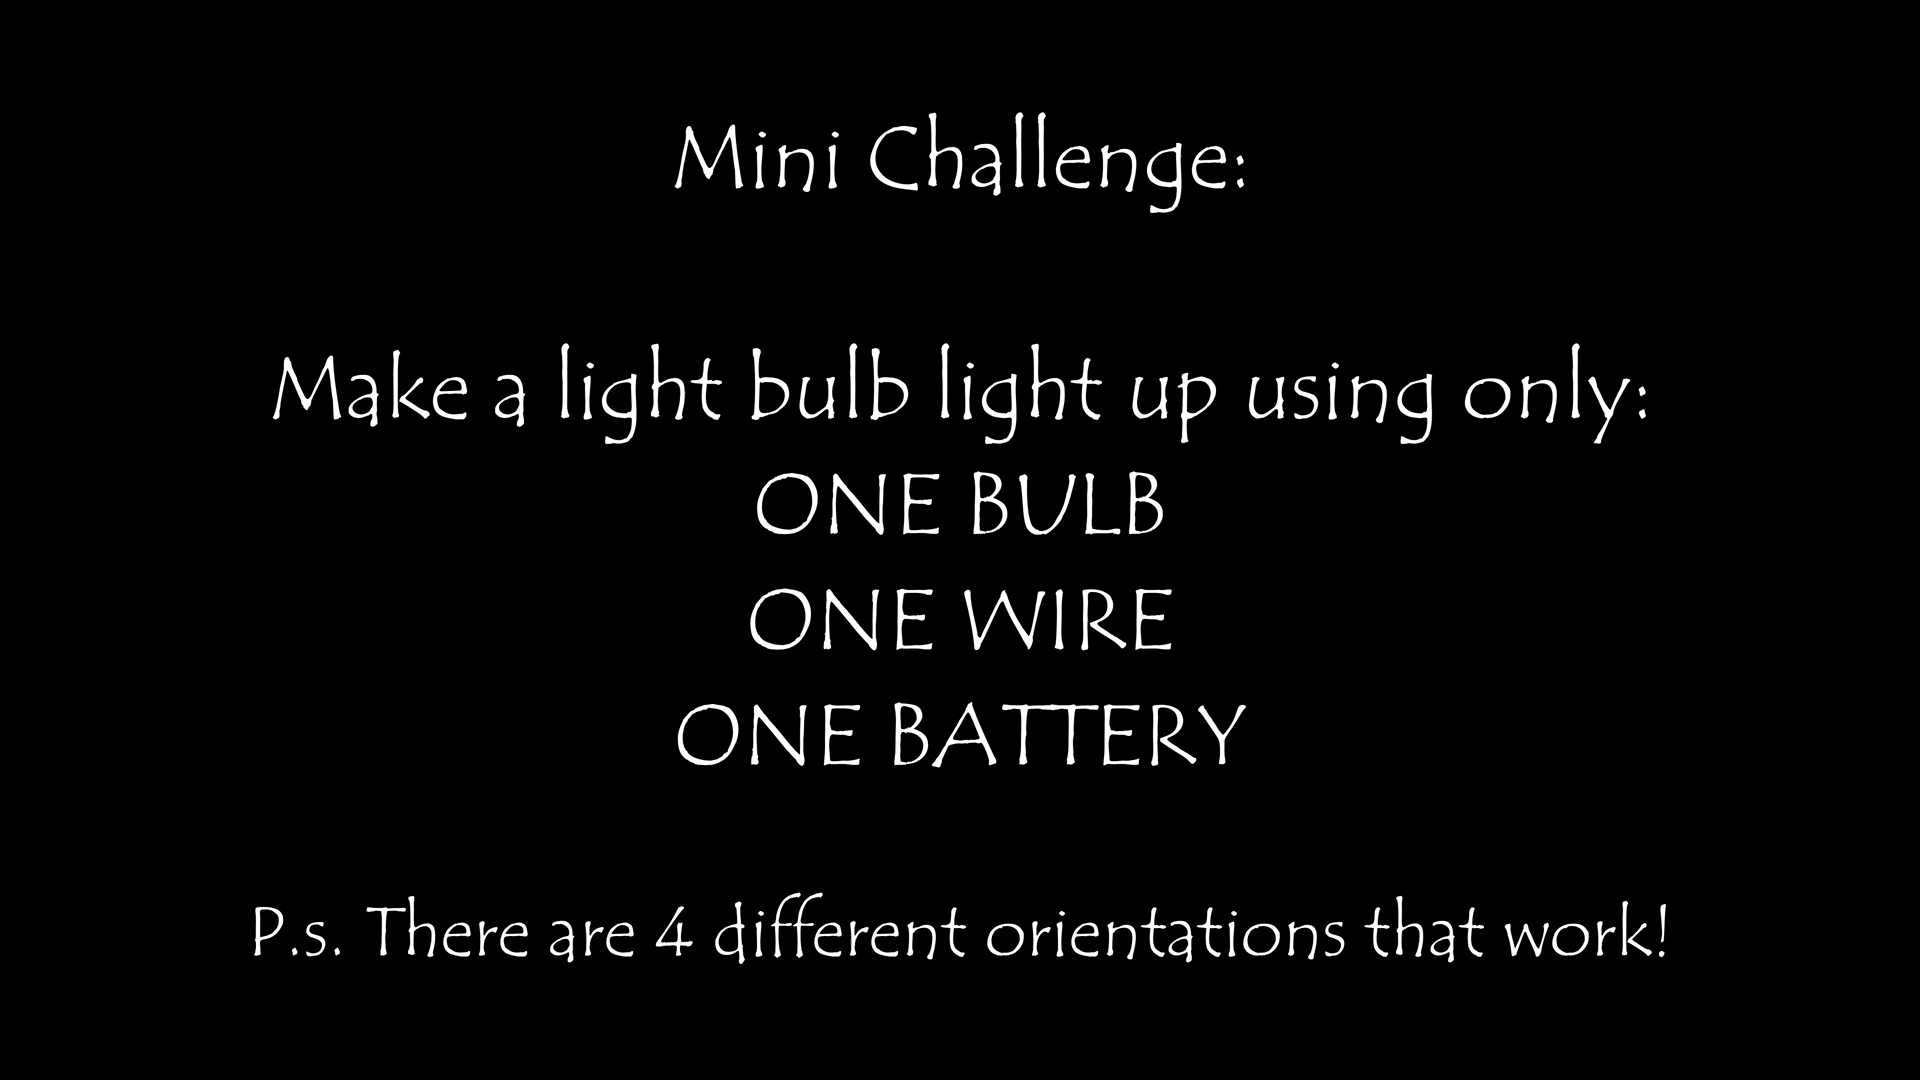 Mini Challenge:
Make a light bulb light up using only:
ONE BULB
ONE WIRE
ONE BATTERY
P.s. There are 4 different orientations that work!